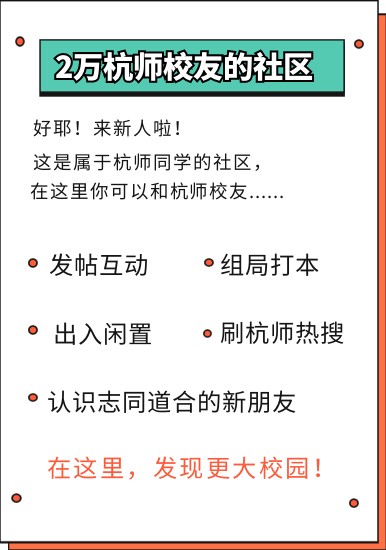 2万杭师校友的社区
好耶！来新人啦！
这是属于杭师同学的社区，
在这里你可以和杭师校友......
发帖互动
组局打本
出入闲置
刷杭师热搜
认识志同道合的新朋友
在这里，发现更大校园！